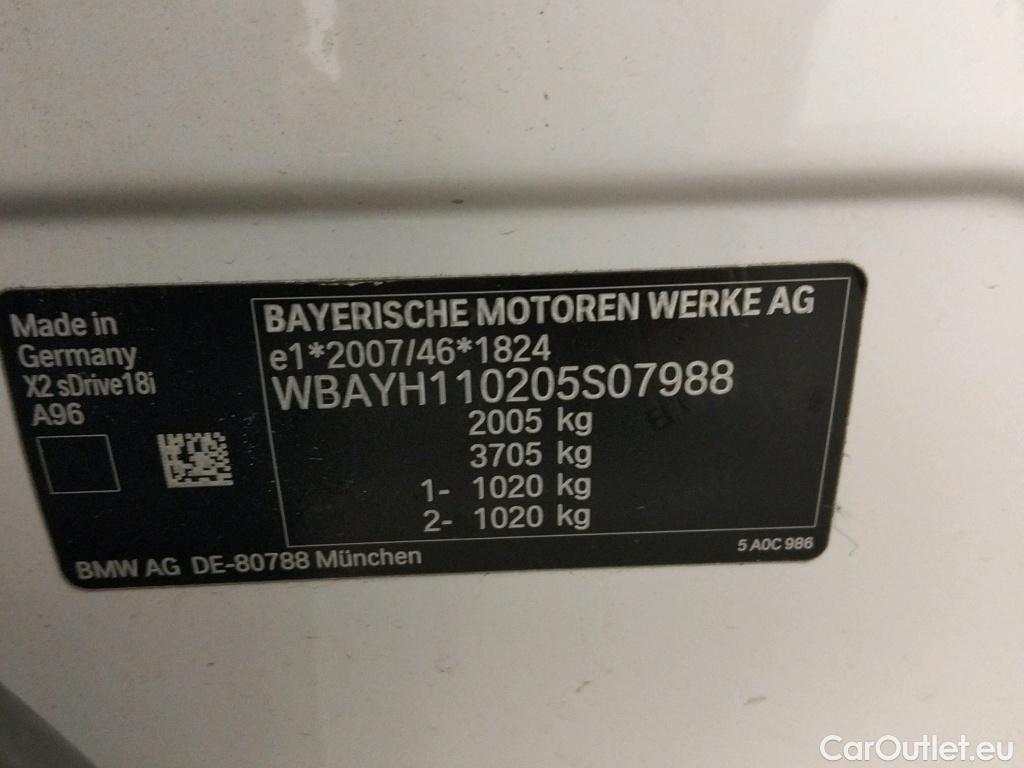 Made in
Germany
X2 sDrive18i
A96
BAYERISCHE MOTOREN WERKE AG
e1*2007/46*1824
WBAYH110205S07988
2005 kg
3705 kg
1- 1020 kg
2- 1020 kg
BMW AG DE-80788 München
5 A0C 986
CarOutlet.eu